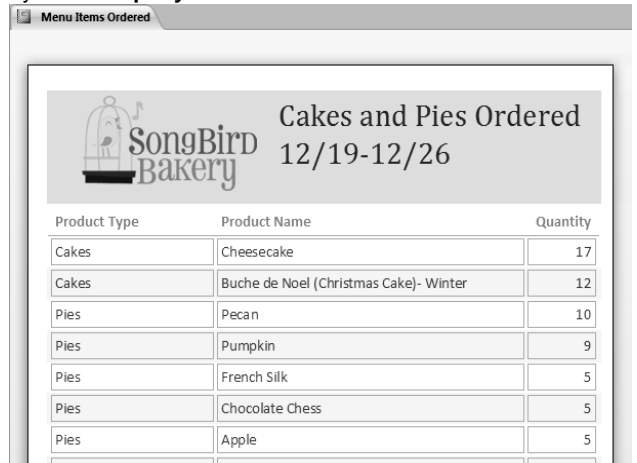 Menu Items Ordered
SongBird
Bakery
Cakes and Pies Ordered
12/19-12/26
Product Type Product Name Quantity
Cakes Cheesecake 17
Cakes Buche de Noel (Christmas Cake)- Winter 12
Pies Pecan 10
Pies Pumpkin 9
Pies French Silk 5
Pies Chocolate Chess 5
Pies Apple 5